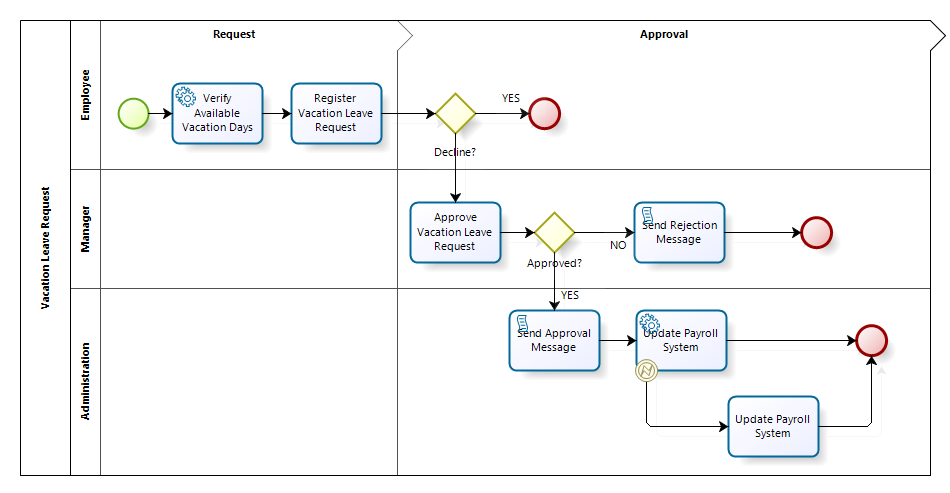 Request
Approval
Vacation Leave Request
Employee
Verify
Available
Vacation Days
Register
Vacation Leave
Request
YES
Decline?
Manager
Approve
Vacation Leave
Request
Approved?
NO
Send Rejection
Message
YES
Administration
Send Approval
Message
Update Payroll
System
Update Payroll
System